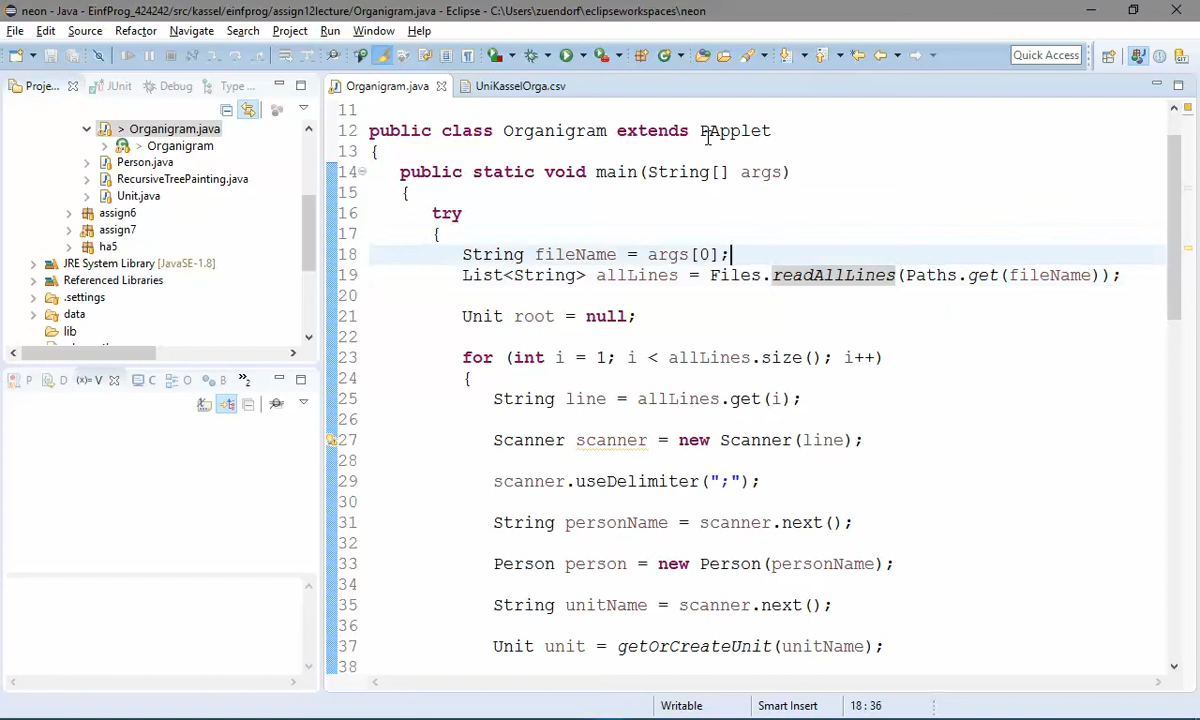 neon - Java - EinfProg_424242/src/kassel/einfprog/assign12lecture/Organigram.java - Eclipse - C:\Users\zuendorf\eclipseworkspaces\neon
File Edit Source Refactor Navigate Search Project Run Window Help
Quick Access
Proje... JUnit Debug Type ...
Organigram.java UniKasselOrga.csv
> Organigram.java
> Organigram
Person.java
RecursiveTreePainting.java
Unit.java
assign6
assign7
ha5
JRE System Library [JavaSE-1.8]
Referenced Libraries
.settings
data
lib
P D (x)= V C O B »2
11
12 public class Organigram extends PApplet
13 {
14 public static void main(String[] args)
15 {
16 try
17 {
18 String fileName = args[0];
19 List<String> allLines = Files.readAllLines(Paths.get(fileName));
20
21 Unit root = null;
22
23 for (int i = 1; i < allLines.size(); i++)
24 {
25 String line = allLines.get(i);
26
27 Scanner scanner = new Scanner(line);
28
29 scanner.useDelimiter(";");
30
31 String personName = scanner.next();
32
33 Person person = new Person(personName);
34
35 String unitName = scanner.next();
36
37 Unit unit = getOrCreateUnit(unitName);
38
Writable Smart Insert 18 : 36